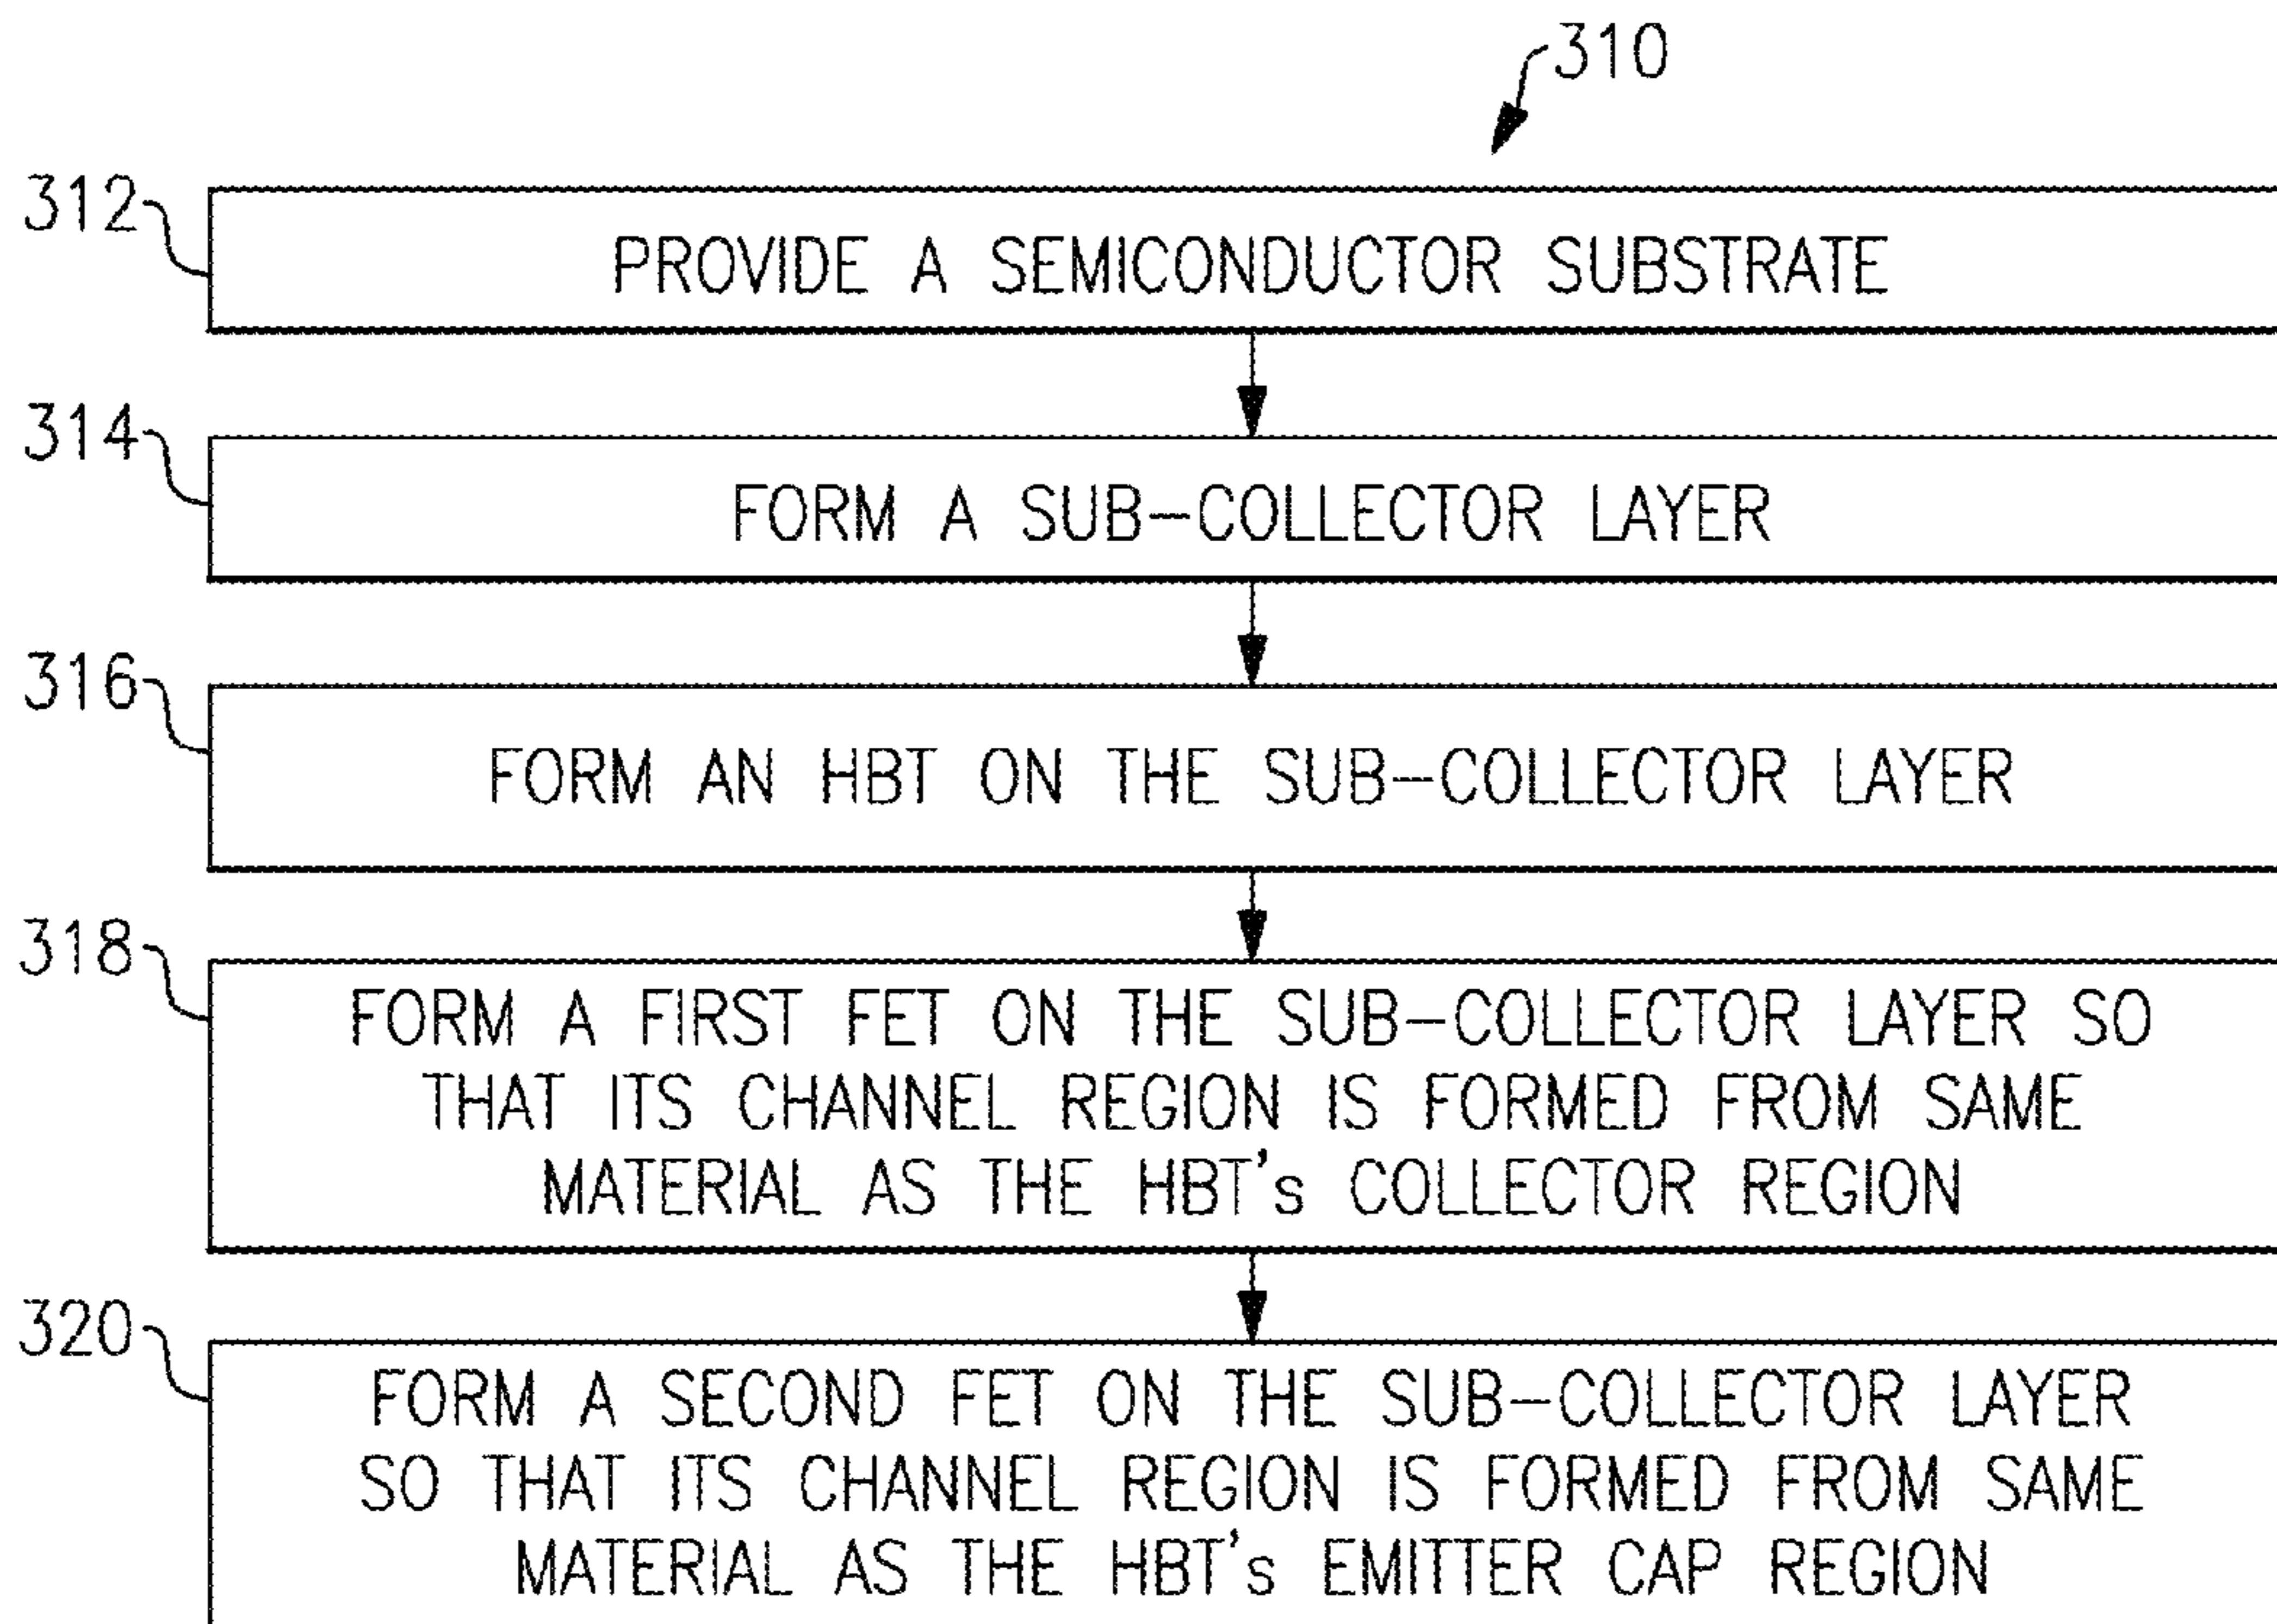 310
312
PROVIDE A SEMICONDUCTOR SUBSTRATE
314
FORM A SUB-COLLECTOR LAYER
316
FORM AN HBT ON THE SUB-COLLECTOR LAYER
318
FORM A FIRST FET ON THE SUB-COLLECTOR LAYER SO
THAT ITS CHANNEL REGION IS FORMED FROM SAME
MATERIAL AS THE HBT's COLLECTOR REGION
320
FORM A SECOND FET ON THE SUB-COLLECTOR LAYER
SO THAT ITS CHANNEL REGION IS FORMED FROM SAME
MATERIAL AS THE HBT's EMITTER CAP REGION